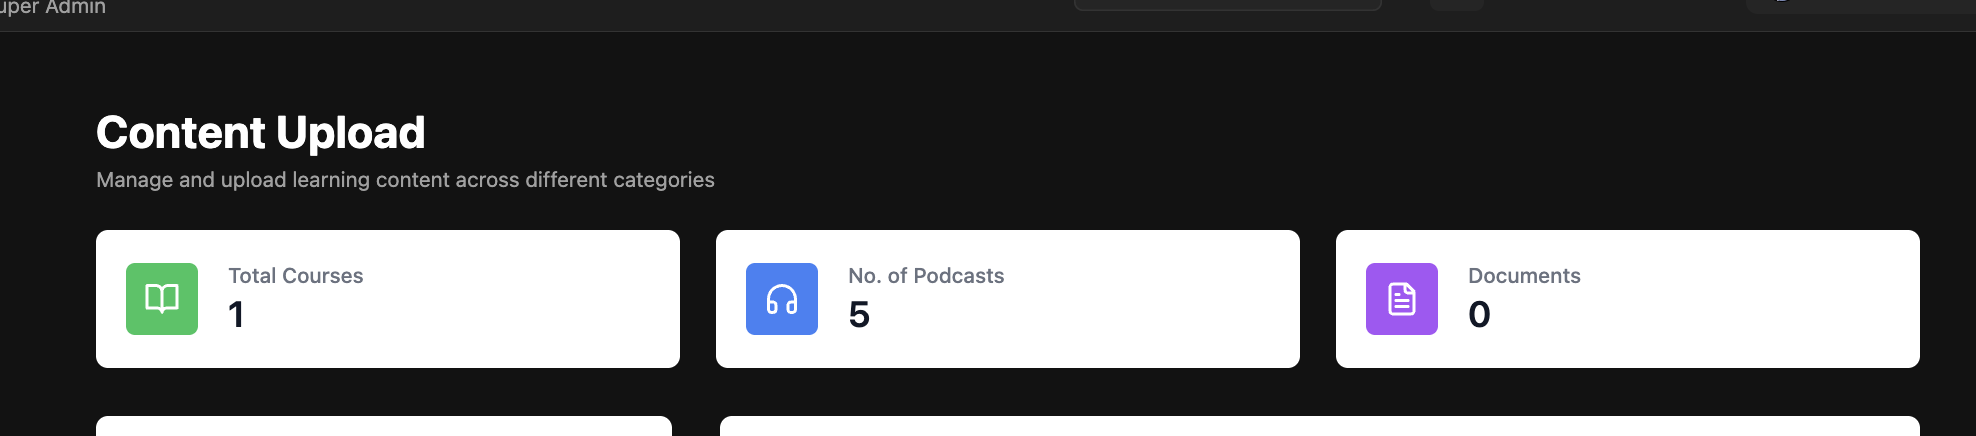 Admin
Content Upload
Manage and upload learning content across different categories
Total Courses
1
No. of Podcasts
5
Documents
0